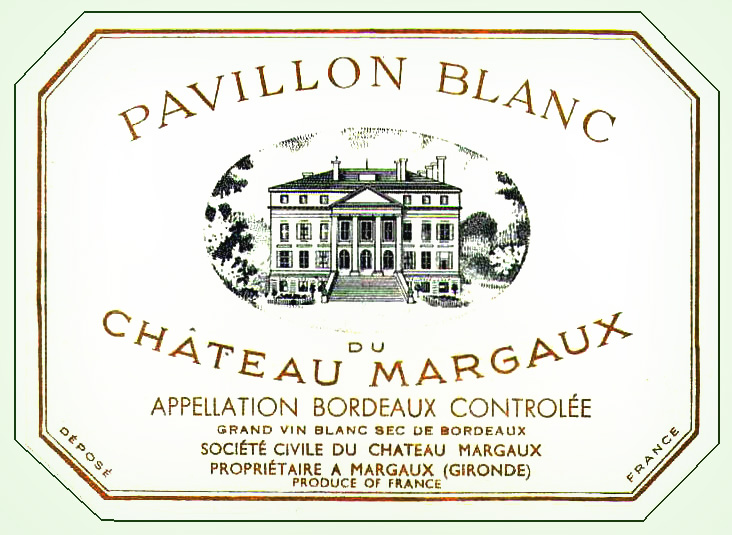 PAVILLON BLANC
DU
CHÂTEAU MARGAUX
APPELLATION BORDEAUX CONTROLÉE
GRAND VIN BLANC SEC DE BORDEAUX
SOCIÉTÉ CIVILE DU CHATEAU MARGAUX
PROPRIÉTAIRE A MARGAUX (GIRONDE)
PRODUCE OF FRANCE
DÉPOSÉ
FRANCE